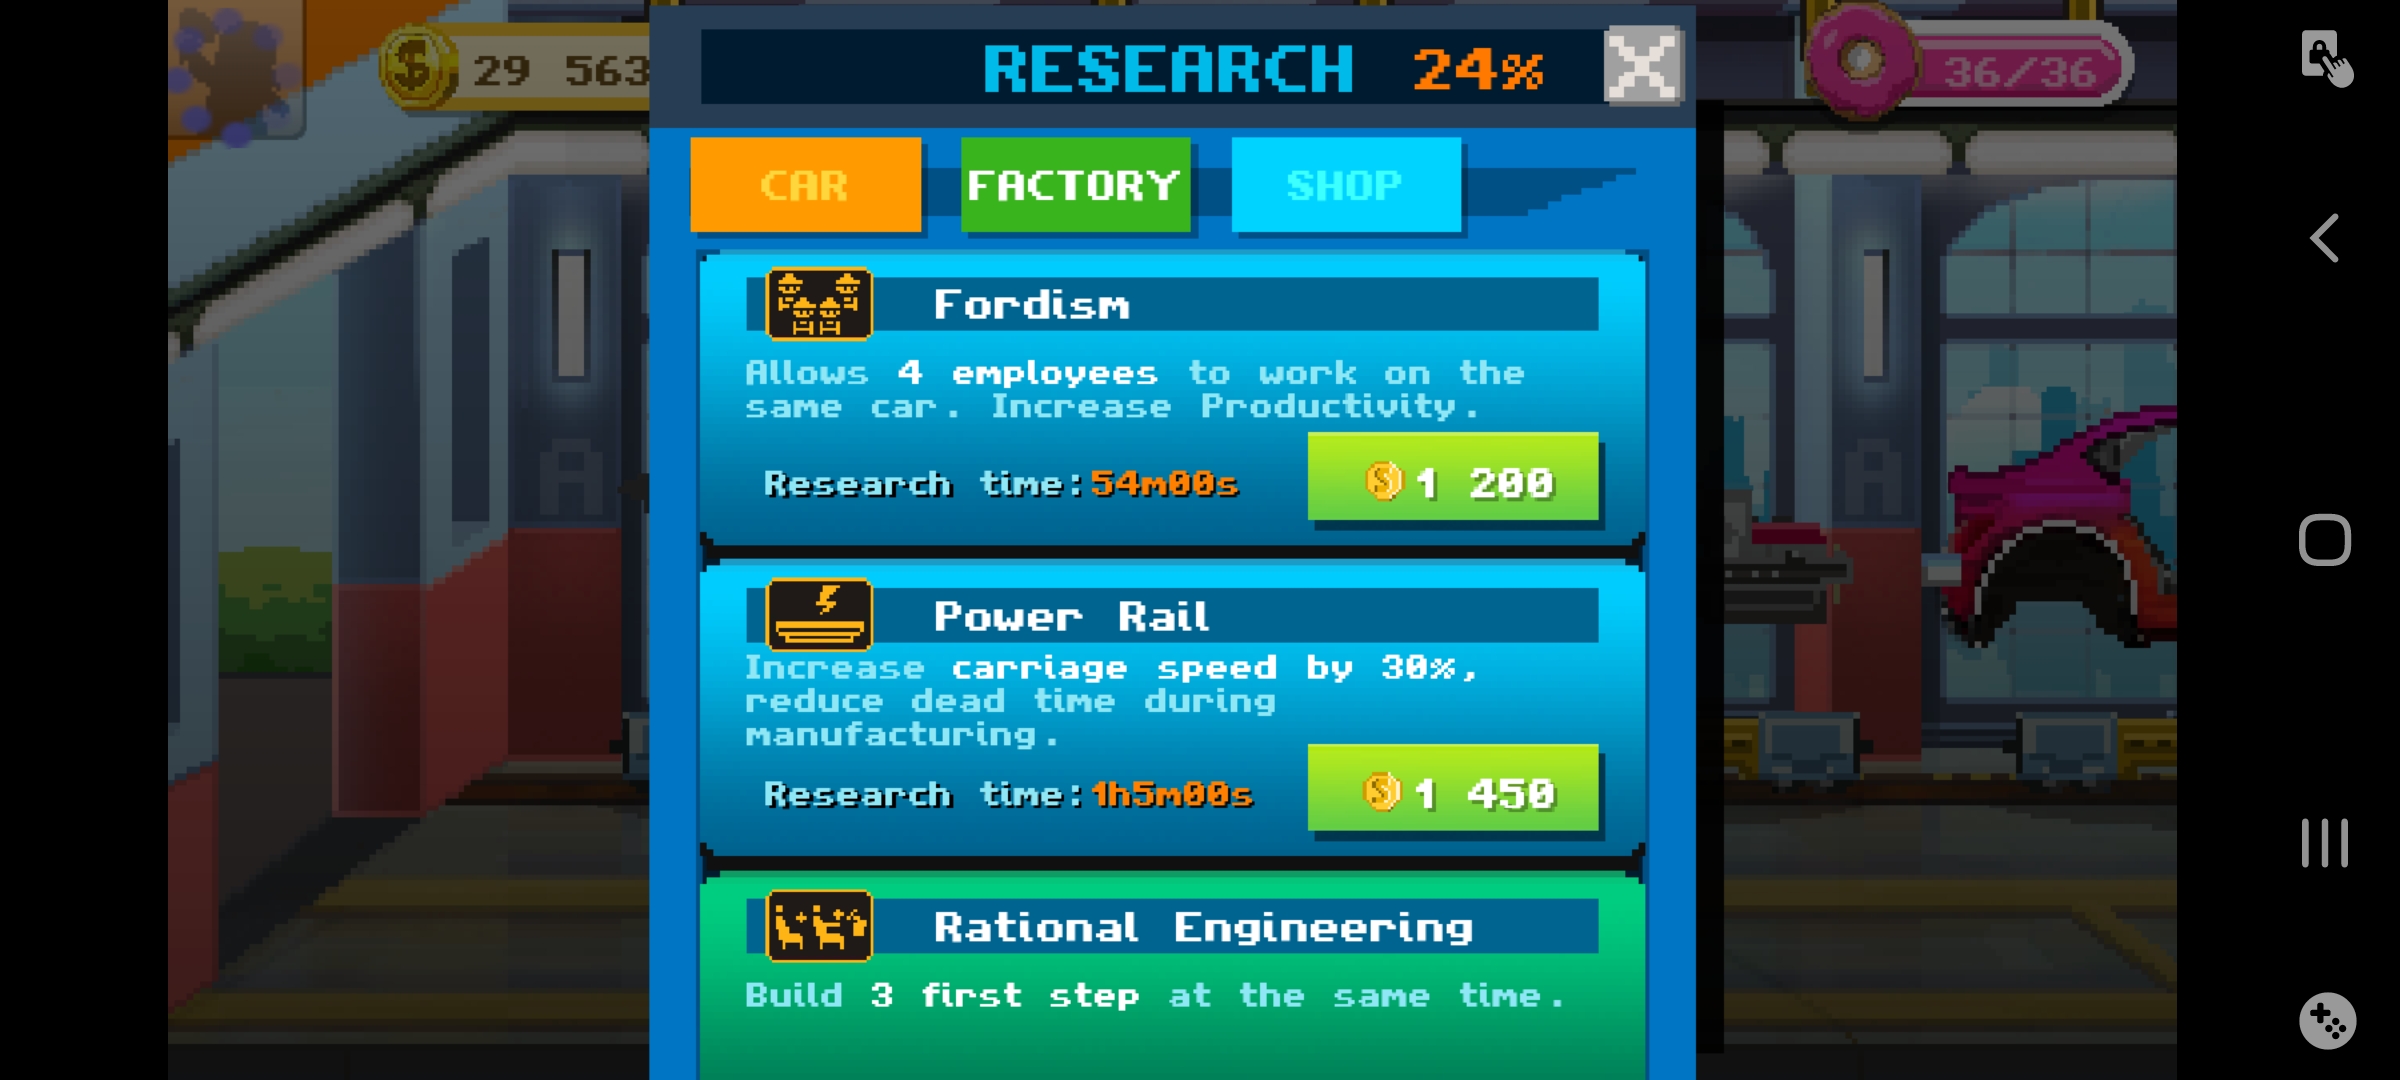 29 563
RESEARCH 24%
36/36
CAR FACTORY SHOP
Fordism
Allows 4 employees to work on the
same car. Increase Productivity.
Research time:54m00s
1 200
Power Rail
Increase carriage speed by 30%,
reduce dead time during
manufacturing.
Research time:1h5m00s
1 450
Rational Engineering
Build 3 first step at the same time.
A
A